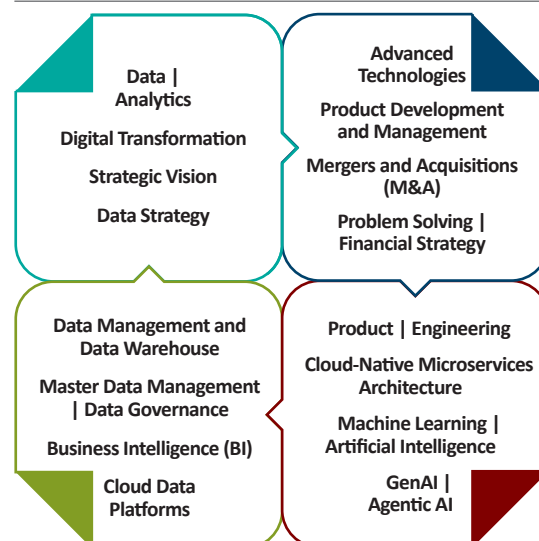 Data |
Analytics
Digital Transformation
Strategic Vision
Data Strategy
Advanced
Technologies
Product Development
and Management
Mergers and Acquisitions
(M&A)
Problem Solving |
Financial Strategy
Data Management and
Data Warehouse
Master Data Management
| Data Governance
Business Intelligence (BI)
Cloud Data
Platforms
Product | Engineering
Cloud-Native Microservices
Architecture
Machine Learning |
Artificial Intelligence
GenAI |
Agentic AI